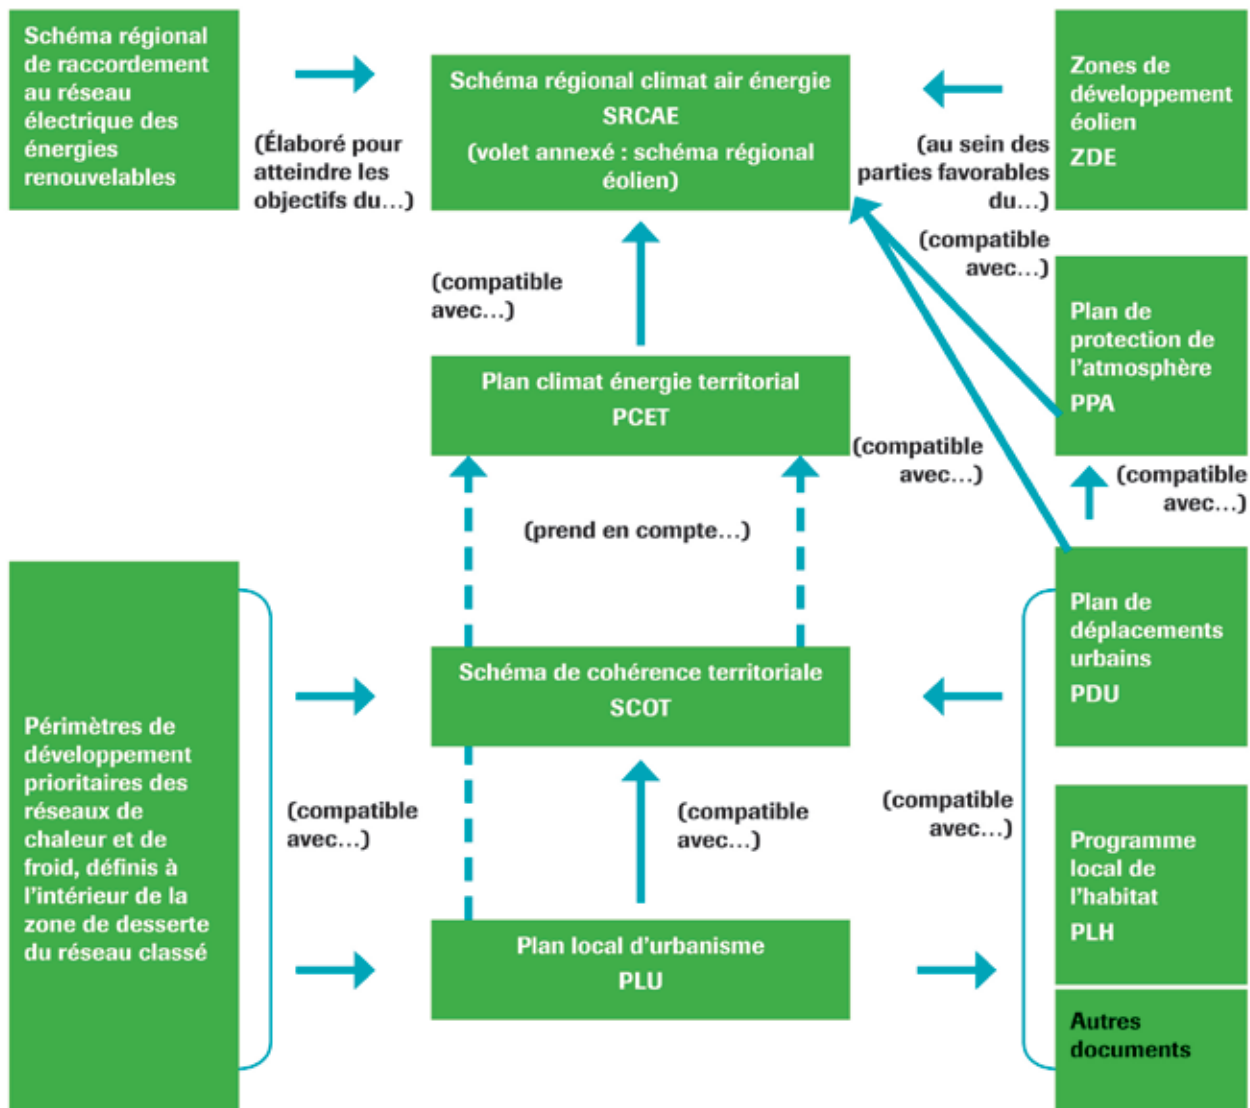 Schéma régional
de raccordement
au réseau
électrique des
énergies
renouvelables
(Élaboré pour
atteindre les
objectifs du…)
Schéma régional climat air énergie
SRCAE
(volet annexé : schéma régional
éolien)
Zones de
développement
éolien
ZDE
(au sein des
parties favorables
du…)
(compatible
avec…)
(compatible
avec…)
Plan de
protection de
l’atmosphère
PPA
Plan climat énergie territorial
PCET
(compatible
avec…)
(compatible
avec…)
(prend en compte…)
Plan de
déplacements
urbains
PDU
Schéma de cohérence territoriale
SCOT
Périmètres de
développement
prioritaires des
réseaux de
chaleur et de
froid, définis à
l’intérieur de la
zone de desserte
du réseau classé
(compatible
avec…)
(compatible
avec…)
(compatible
avec…)
Programme
local de
l’habitat
PLH
Plan local d’urbanisme
PLU
Autres
documents